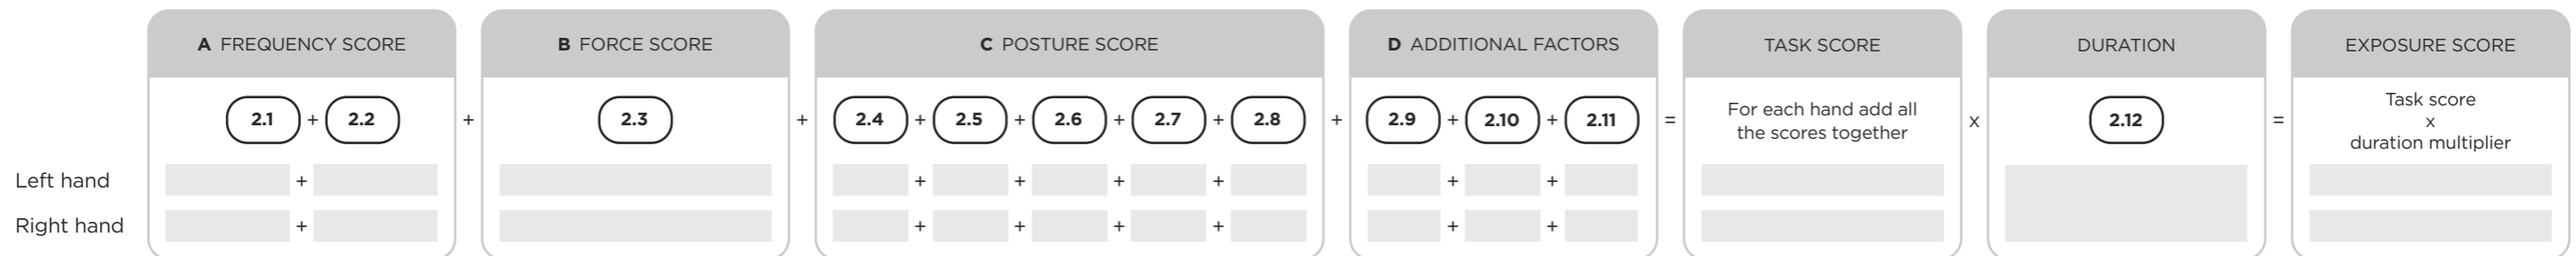 A FREQUENCY SCORE
B FORCE SCORE
C POSTURE SCORE
D ADDITIONAL FACTORS
TASK SCORE
DURATION
EXPOSURE SCORE
2.1 + 2.2 + 2.3 + 2.4 + 2.5 + 2.6 + 2.7 + 2.8 + 2.9 + 2.10 + 2.11 =
For each hand add all
the scores together
x
2.12
=
Task score
x
duration multiplier
Left hand + + + + + + +
Right hand + + + + + + +